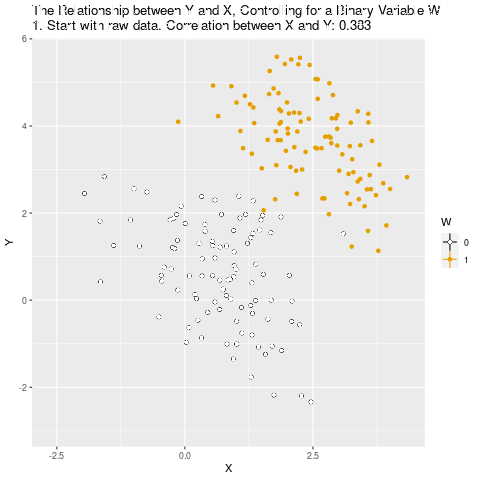 The Relationship between Y and X, Controlling for a Binary Variable W
1. Start with raw data. Correlation between X and Y: 0.383
6
4
2
0
-2
Y
-2.5
0.0
2.5
X
W
0
1